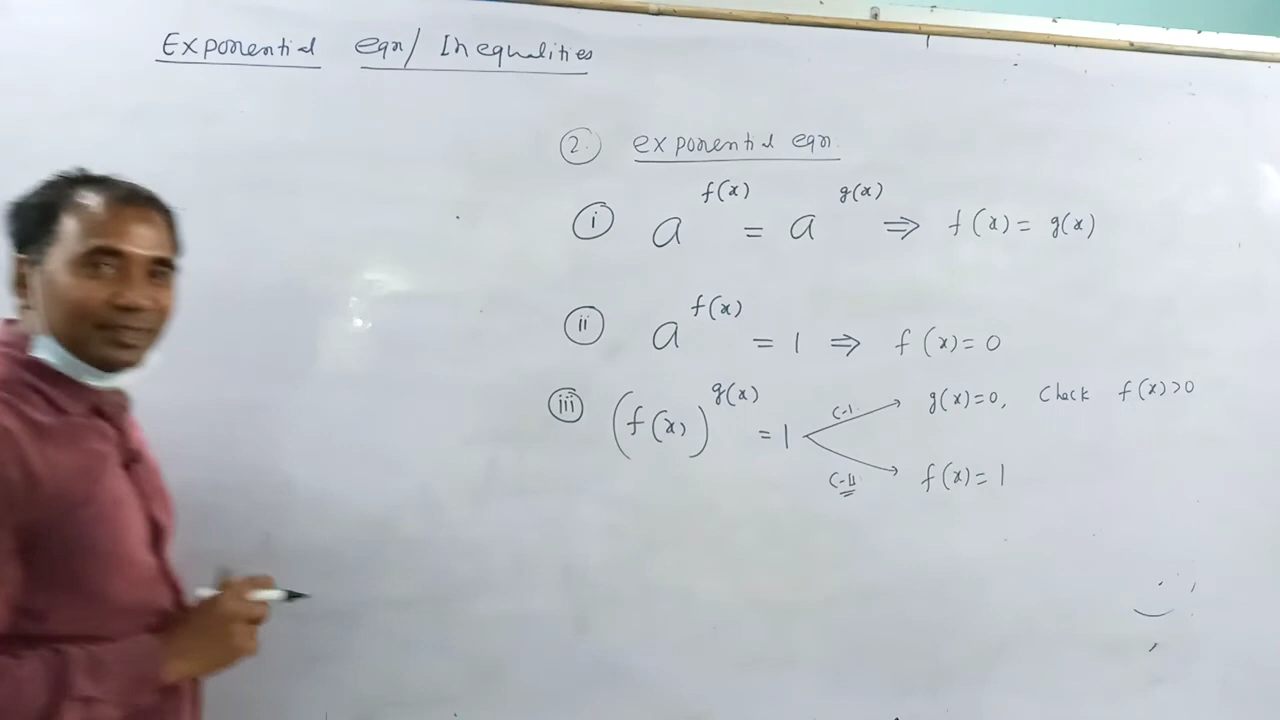 Exponential eqn/ Inequalities
② exponential eqn.
ⓘ a^{f(x)} = a^{g(x)} ⇒ f(x) = g(x)
ⓘⓘ a^{f(x)} = 1 ⇒ f(x) = 0
ⓘⓘⓘ (f(x))^{g(x)} = 1
C-I g(x)=0, Check f(x)>0
C-II f(x)=1